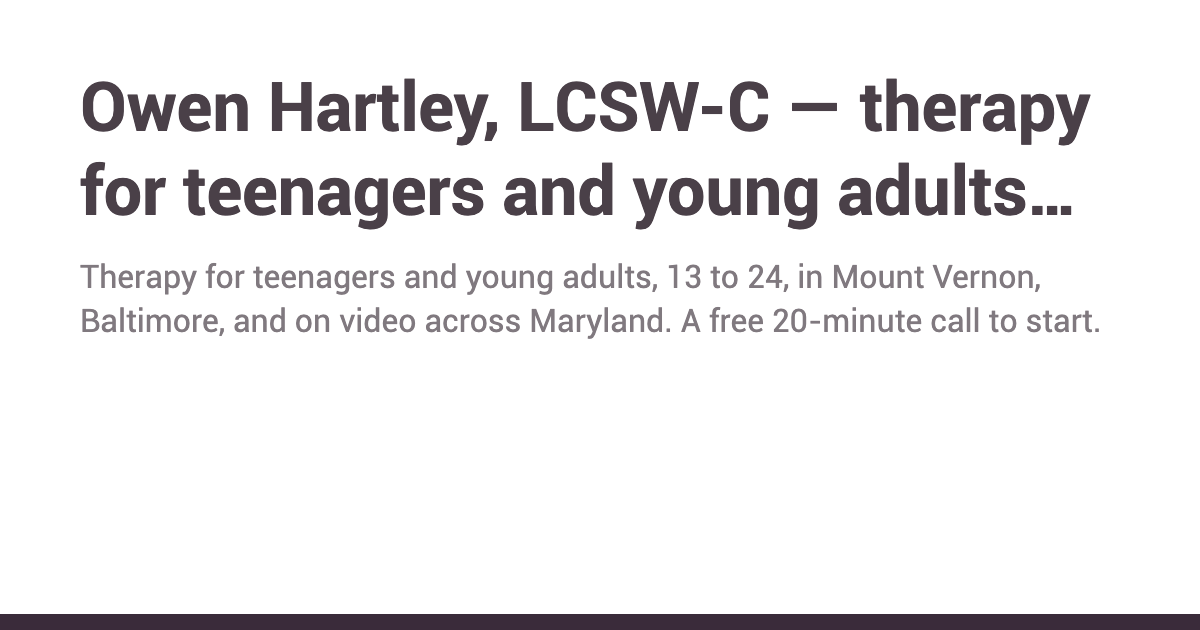 Owen Hartley, LCSW-C — therapy
for teenagers and young adults…
Therapy for teenagers and young adults, 13 to 24, in Mount Vernon,
Baltimore, and on video across Maryland. A free 20-minute call to start.